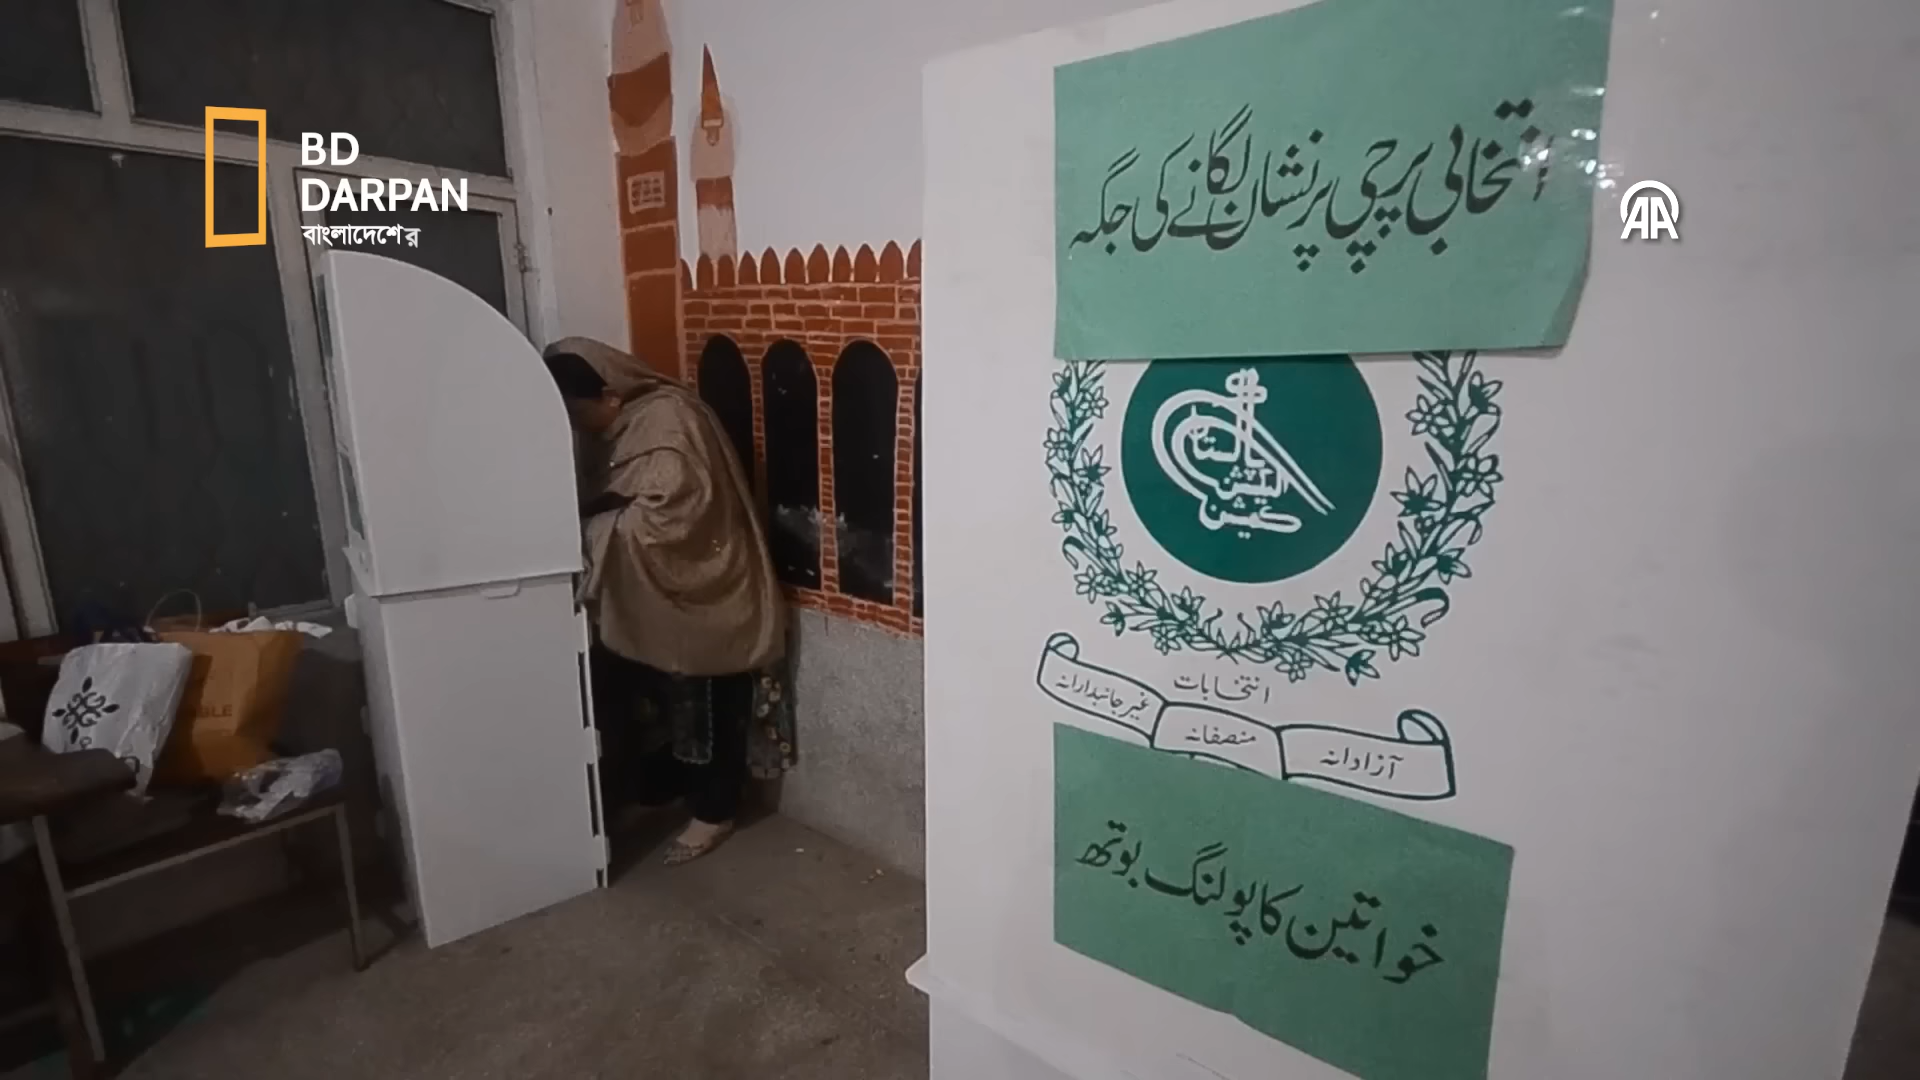 BD
DARPAN
বাংলাদেশের
AA
انتخابی پرچی پر نشان لگانے کی جگہ
الیکشن
کمیشن
انتخابات
غیر جانبدارانہ
منصفانہ
آزادانہ
خواتین کا پولنگ بوتھ